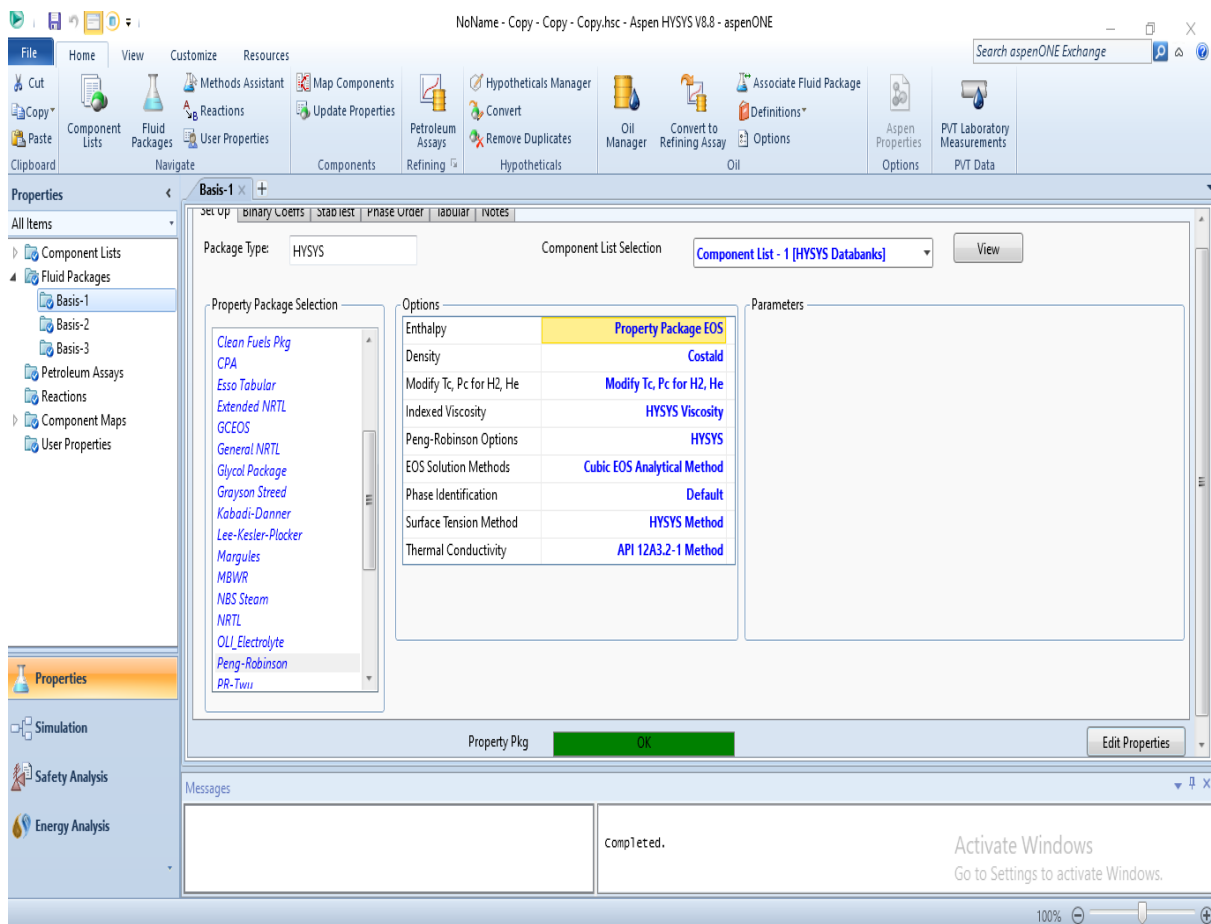 NoName - Copy - Copy - Copy.hsc - Aspen HYSYS V8.8 - aspenONE
File Home View Customize Resources
Search aspenONE Exchange
Cut
Copy
Paste
Clipboard
Component Lists
Fluid Packages
Methods Assistant
Reactions
User Properties
Navigate
Map Components
Update Properties
Components
Petroleum Assays
Refining
Hypotheticals Manager
Convert
Remove Duplicates
Hypotheticals
Oil Manager
Convert to Refining Assay
Associate Fluid Package
Definitions
Options
Oil
Aspen Properties
Options
PVT Laboratory Measurements
PVT Data
Properties
All Items
Component Lists
Fluid Packages
Basis-1
Basis-2
Basis-3
Petroleum Assays
Reactions
Component Maps
User Properties
Properties
Simulation
Safety Analysis
Energy Analysis
Basis-1
Set Up Binary Coeffs StabTest Phase Order Tabular Notes
Package Type: HYSYS
Component List Selection Component List - 1 [HYSYS Databanks] View
Property Package Selection
Clean Fuels Pkg
CPA
Esso Tabular
Extended NRTL
GCEOS
General NRTL
Glycol Package
Grayson Streed
Kabadi-Danner
Lee-Kesler-Plocker
Margules
MBWR
NBS Steam
NRTL
OLI_Electrolyte
Peng-Robinson
PR-Twu
Options
Enthalpy Property Package EOS
Density Costald
Modify Tc, Pc for H2, He Modify Tc, Pc for H2, He
Indexed Viscosity HYSYS Viscosity
Peng-Robinson Options HYSYS
EOS Solution Methods Cubic EOS Analytical Method
Phase Identification Default
Surface Tension Method HYSYS Method
Thermal Conductivity API 12A3.2-1 Method
Parameters
Property Pkg OK Edit Properties
Messages
Completed.
Activate Windows
Go to Settings to activate Windows.
100%